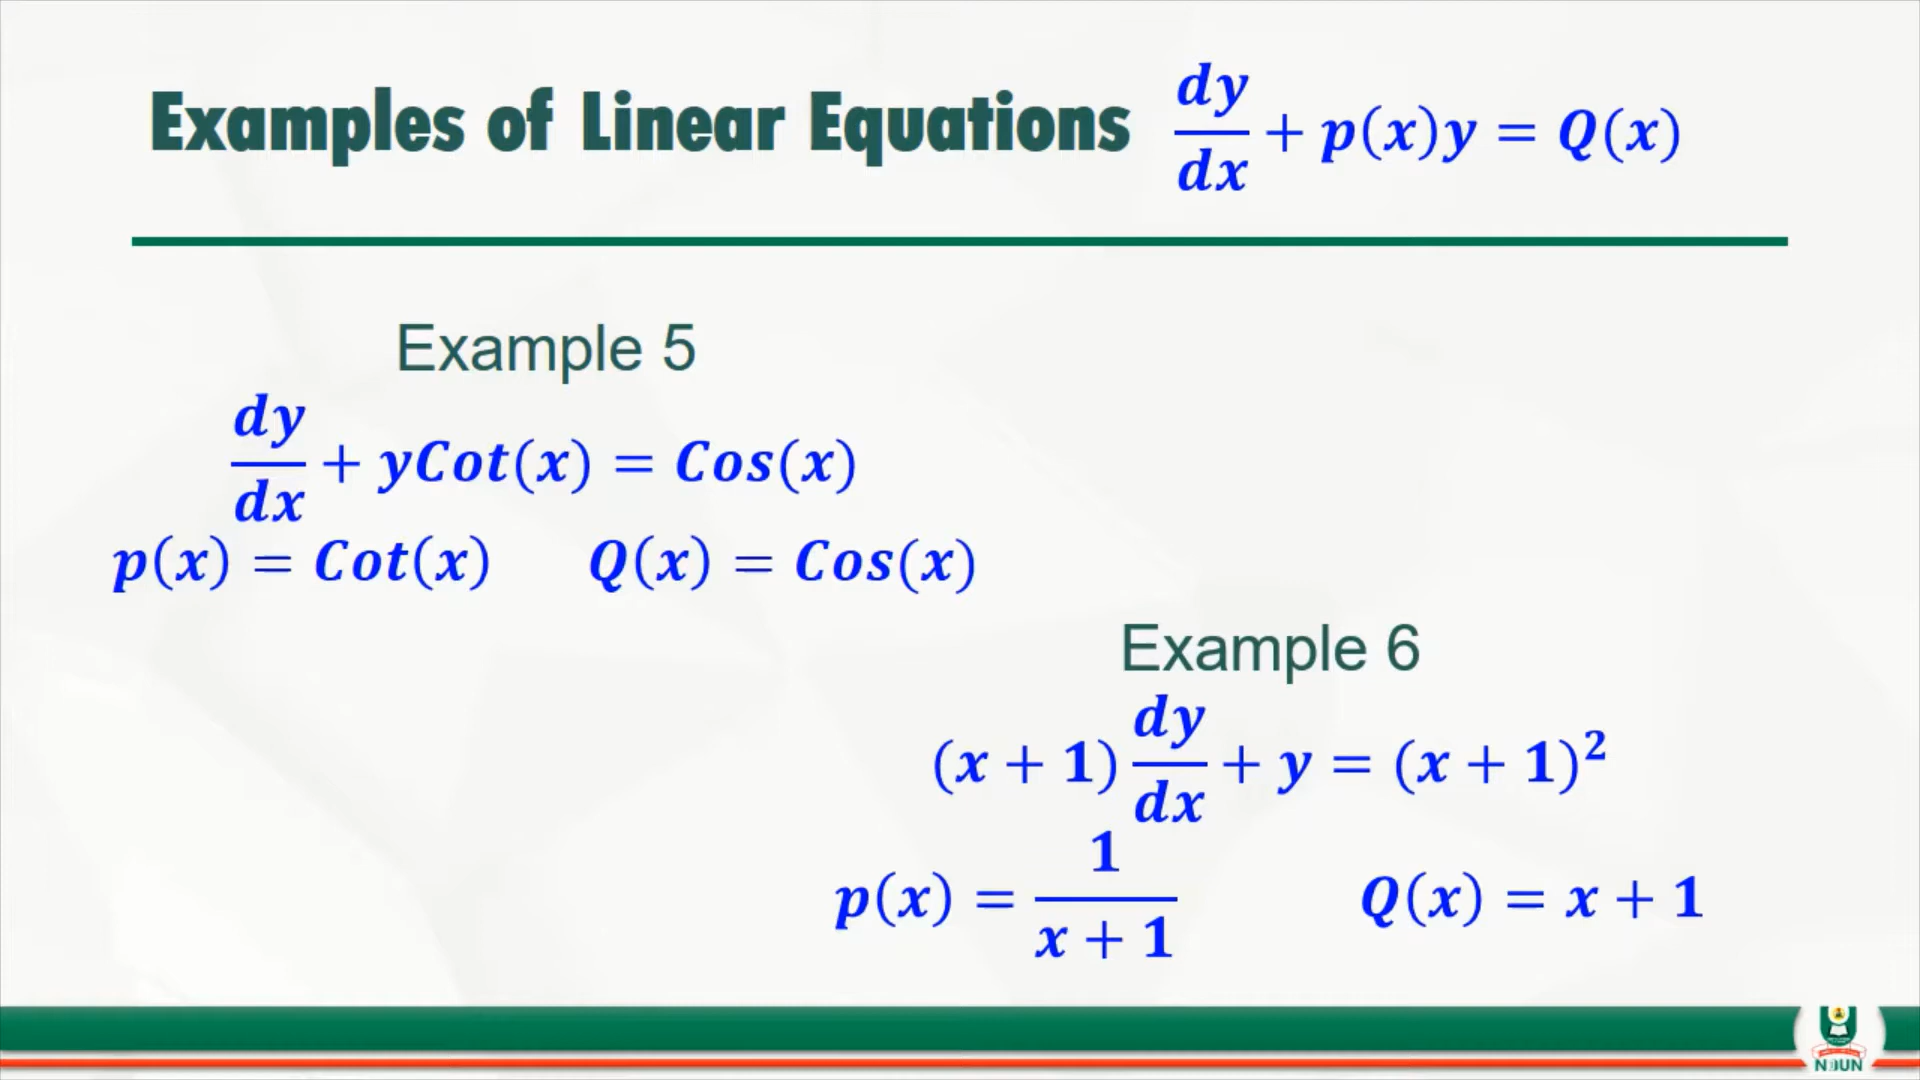 Examples of Linear Equations dy/dx + p(x)y = Q(x)
Example 5
dy/dx + yCot(x) = Cos(x)
p(x) = Cot(x) Q(x) = Cos(x)
Example 6
(x + 1) dy/dx + y = (x + 1)²
p(x) = 1/(x + 1) Q(x) = x + 1
NOUN